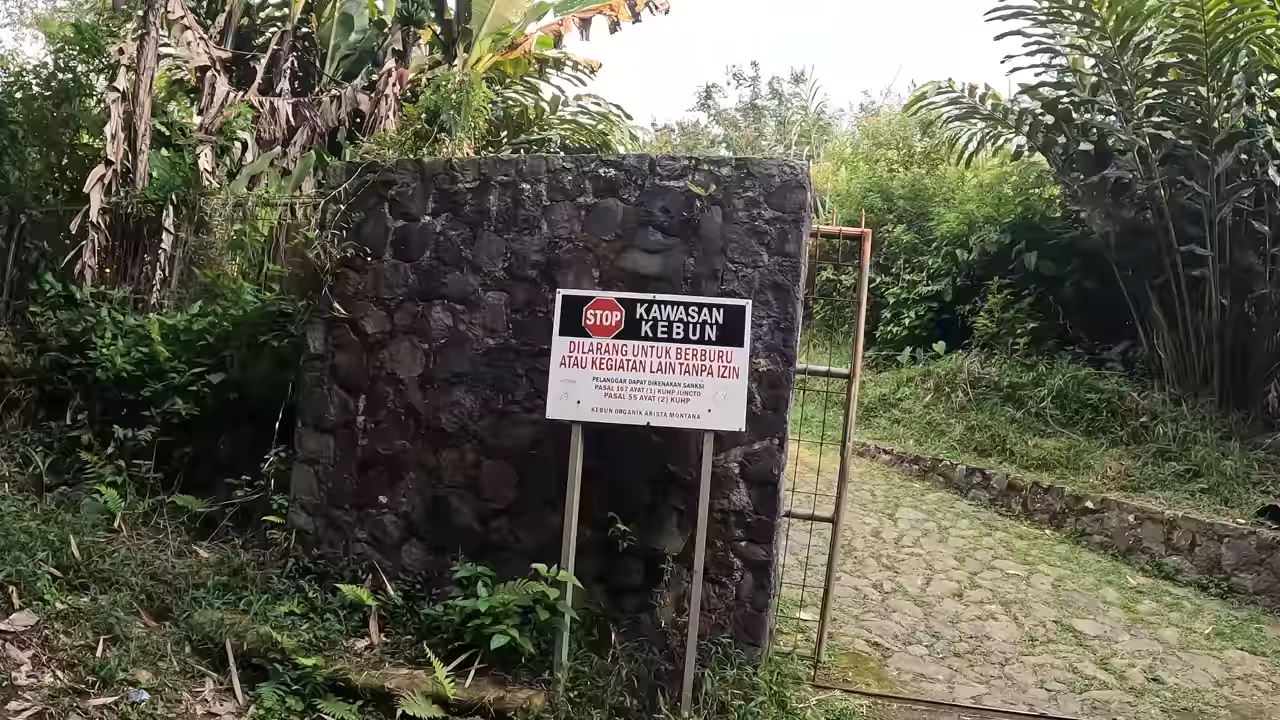 STOP
KAWASAN
KEBUN
DILARANG UNTUK BERBURU
ATAU KEGIATAN LAIN TANPA IZIN
PELANGGAR DAPAT DIKENAKAN SANKSI
PASAL 167 AYAT (1) KUHP JUNCTO
PASAL 55 AYAT (2) KUHP
KEBUN ORGANIK ARISTA MONTANA